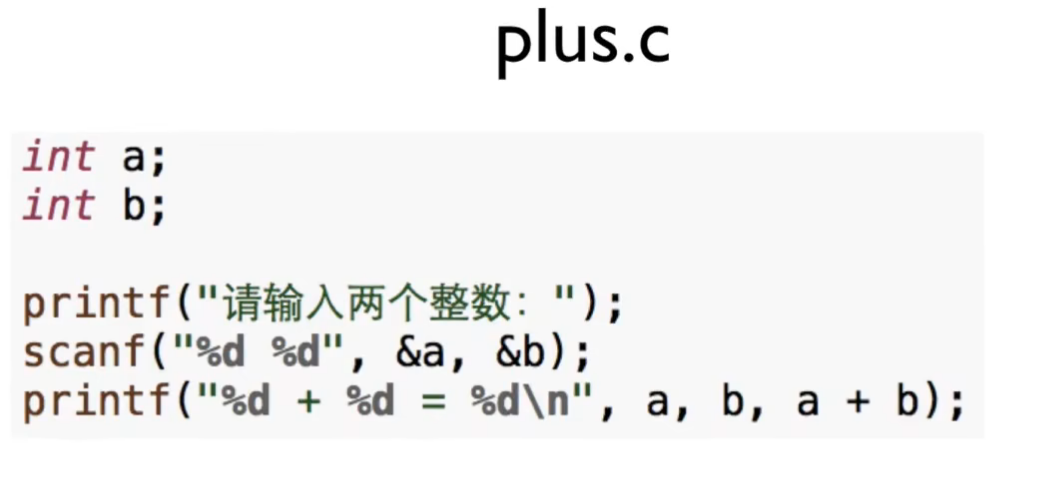 plus.c
int a;
int b;
printf("请输入两个整数：");
scanf("%d %d", &a, &b);
printf("%d + %d = %d\n", a, b, a + b);